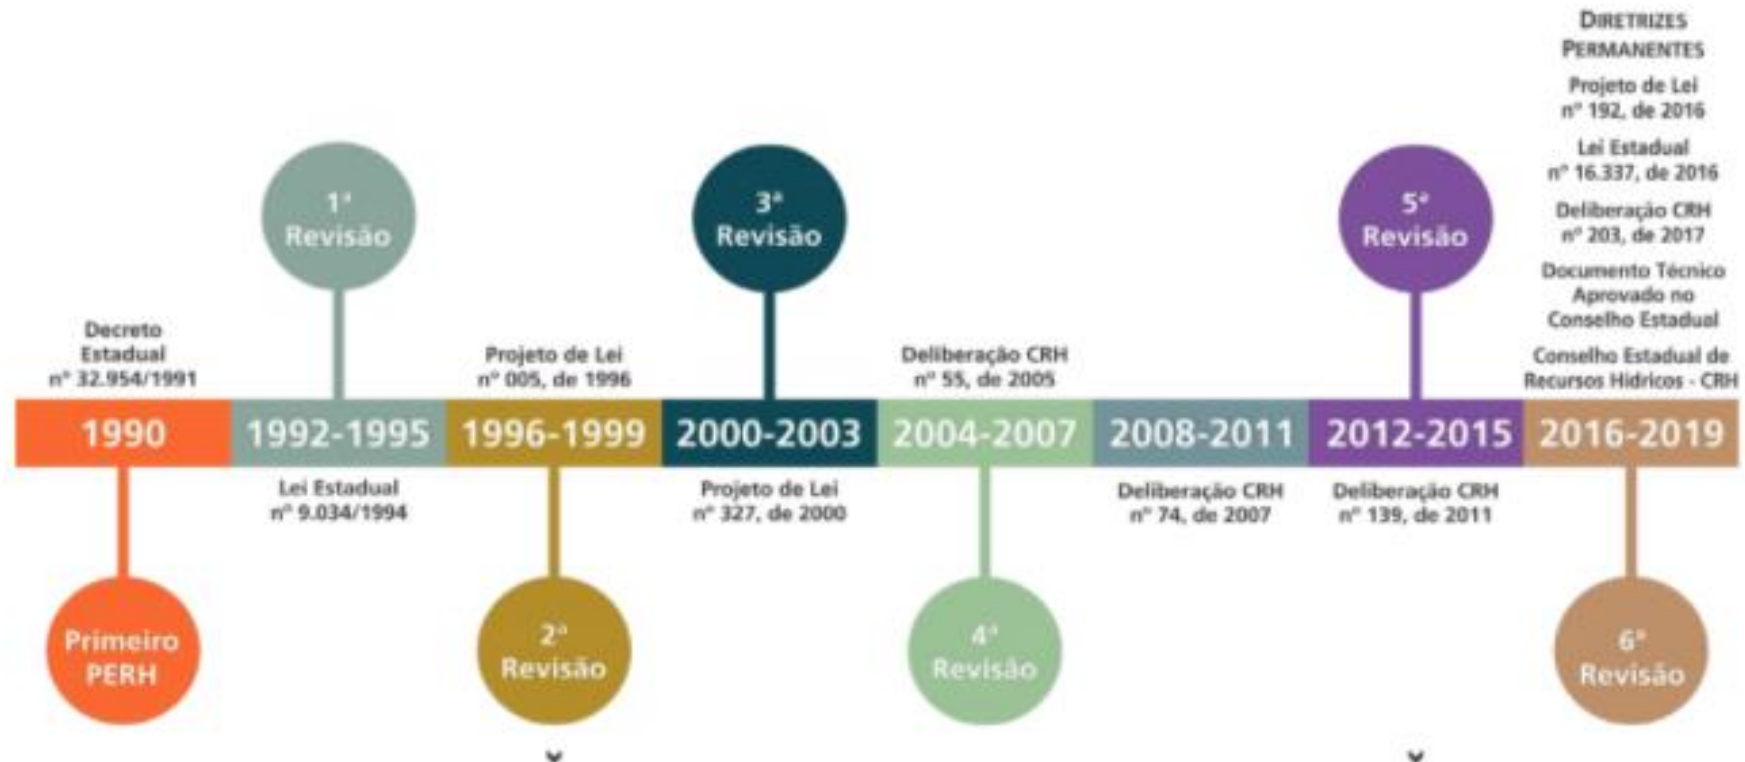 DIRETRIZES
PERMANENTES
Projeto de Lei
nº 192, de 2016
Lei Estadual
nº 16.337, de 2016
Deliberação CRH
nº 203, de 2017
Documento Técnico
Aprovado no
Conselho Estadual
Conselho Estadual de
Recursos Hídricos - CRH
1ª
Revisão
3ª
Revisão
5ª
Revisão
Decreto
Estadual
nº 32.954/1991
Projeto de Lei
nº 005, de 1996
Deliberação CRH
nº 55, de 2005
1990
1992-1995
1996-1999
2000-2003
2004-2007
2008-2011
2012-2015
2016-2019
Lei Estadual
nº 9.034/1994
Projeto de Lei
nº 327, de 2000
Deliberação CRH
nº 74, de 2007
Deliberação CRH
nº 139, de 2011
Primeiro
PERH
2ª
Revisão
4ª
Revisão
6ª
Revisão